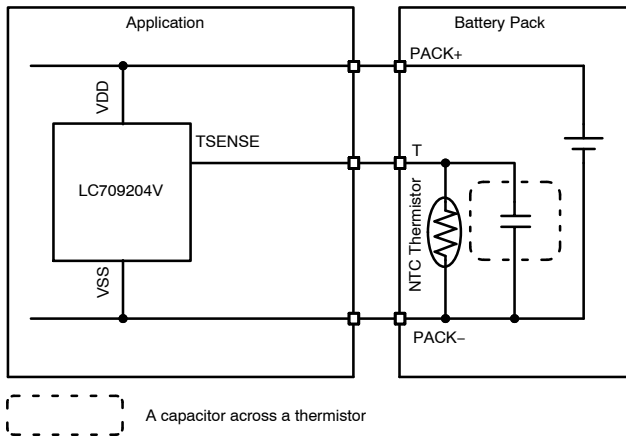 Application
Battery Pack
PACK+
VDD
TSENSE
T
LC709204V
NTC Thermistor
VSS
PACK−
A capacitor across a thermistor